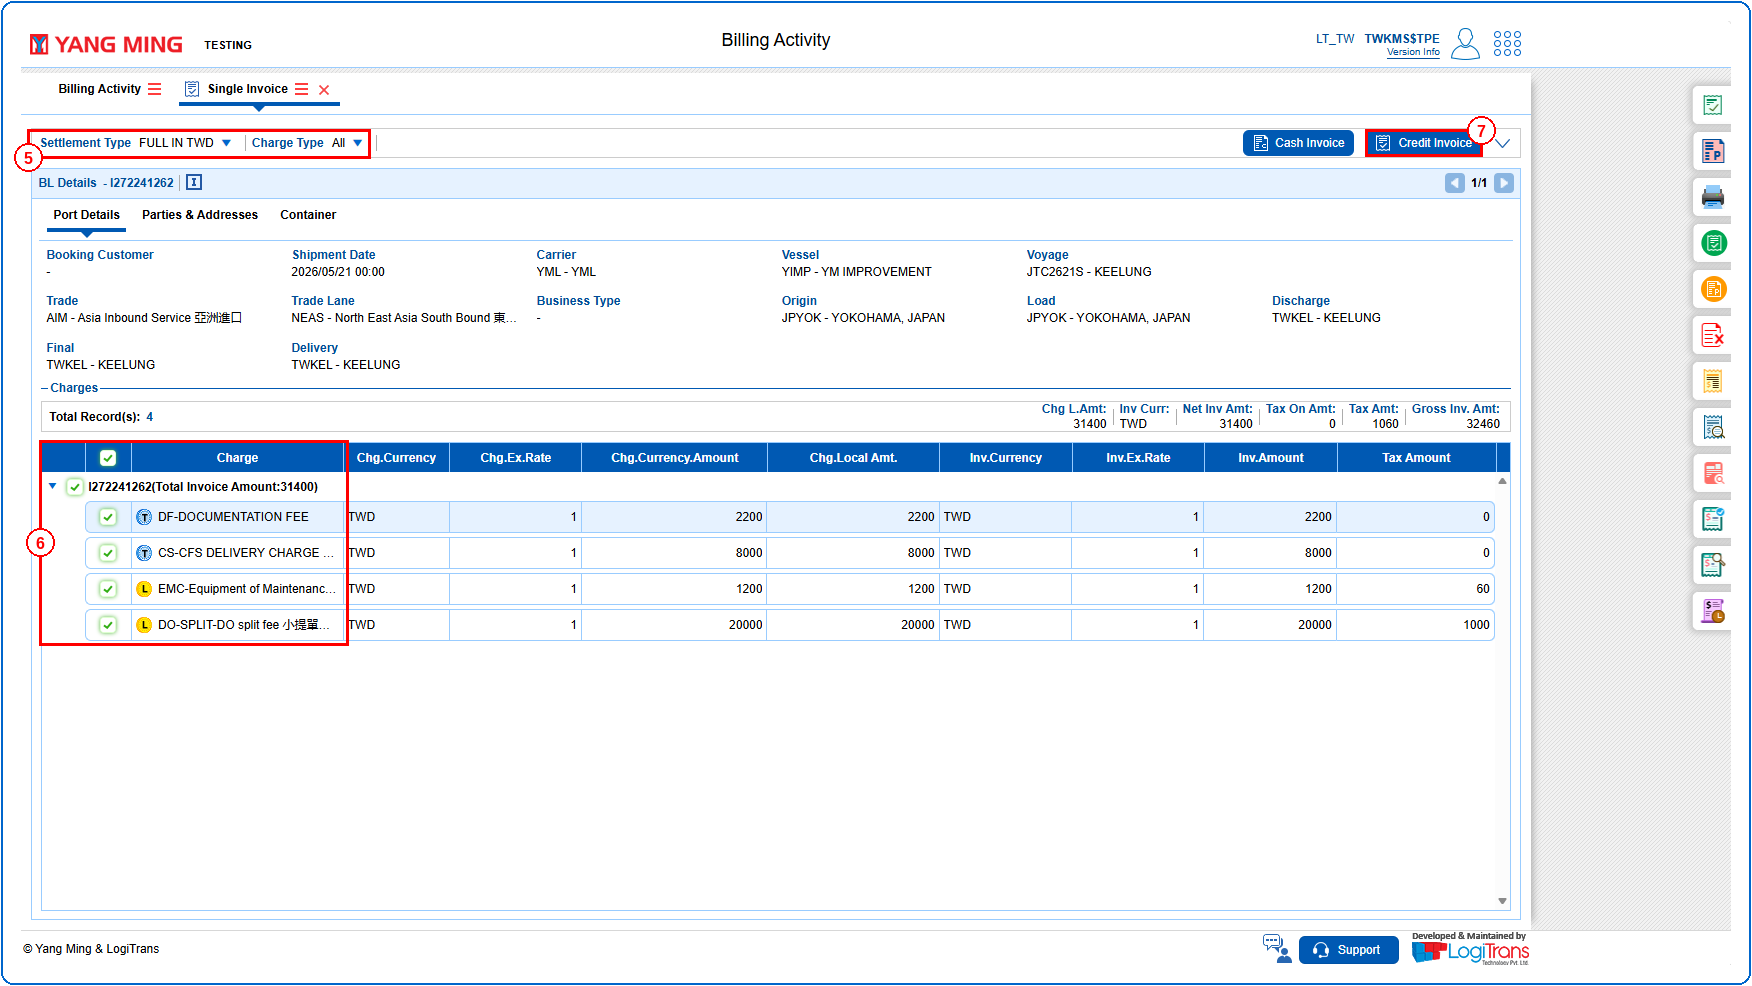 YANG MING TESTING
Billing Activity
LT_TW TWKMS$TPE
Version Info
Billing Activity Single Invoice
5
Settlement Type FULL IN TWD Charge Type All
Cash Invoice Credit Invoice 7
BL Details - I272241262 I 1/1
Port Details Parties & Addresses Container
Booking Customer Shipment Date Carrier Vessel Voyage
- 2026/05/21 00:00 YML - YML YIMP - YM IMPROVEMENT JTC2621S - KEELUNG
Trade Trade Lane Business Type Origin Load Discharge
AIM - Asia Inbound Service 亞洲進口 NEAS - North East Asia South Bound 東... - JPYOK - YOKOHAMA, JAPAN JPYOK - YOKOHAMA, JAPAN TWKEL - KEELUNG
Final Delivery
TWKEL - KEELUNG TWKEL - KEELUNG
Charges
Total Record(s): 4
Chg L.Amt: Inv Curr: Net Inv Amt: Tax On Amt: Tax Amt: Gross Inv. Amt:
31400 TWD 31400 0 1060 32460
Charge Chg.Currency Chg.Ex.Rate Chg.Currency.Amount Chg.Local Amt. Inv.Currency Inv.Ex.Rate Inv.Amount Tax Amount
I272241262(Total Invoice Amount:31400)
T DF-DOCUMENTATION FEE TWD 1 2200 2200 TWD 1 2200 0
6
T CS-CFS DELIVERY CHARGE ... TWD 1 8000 8000 TWD 1 8000 0
L EMC-Equipment of Maintenanc... TWD 1 1200 1200 TWD 1 1200 60
L DO-SPLIT-DO split fee 小提單... TWD 1 20000 20000 TWD 1 20000 1000
© Yang Ming & LogiTrans
Support
Developed & Maintained by
LogiTrans
Technology Pvt. Ltd.